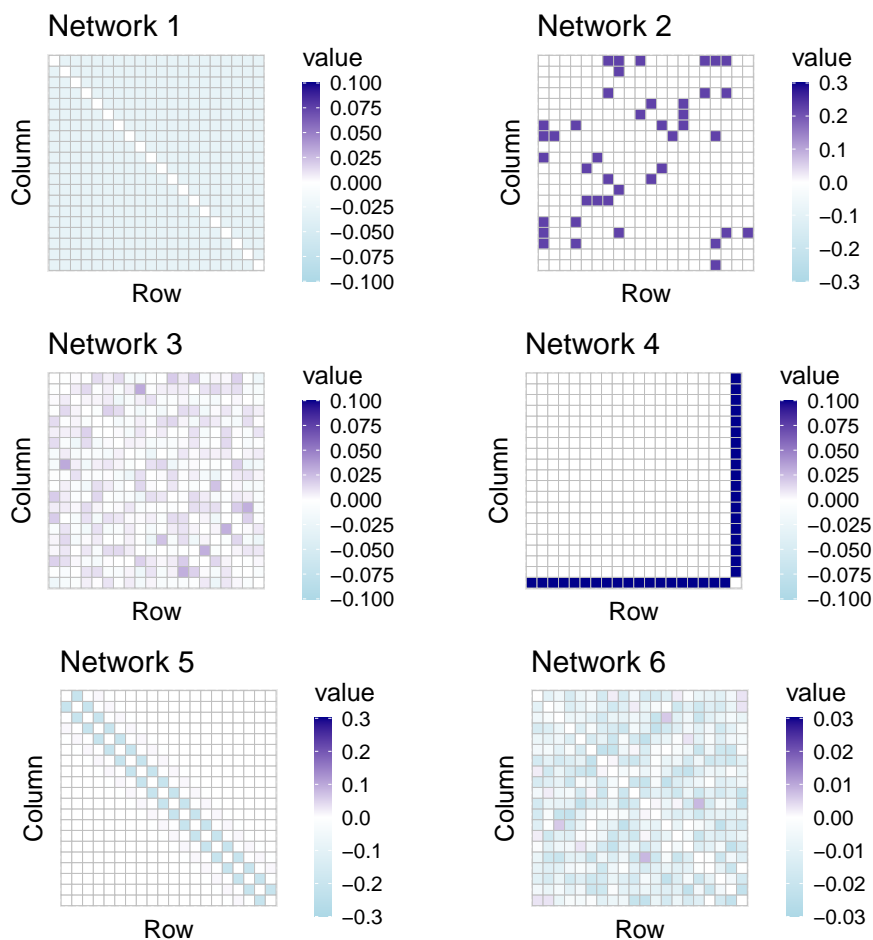 Network 1
value
0.100
0.075
0.050
0.025
0.000
−0.025
−0.050
−0.075
−0.100
Column
Row
Network 2
value
0.3
0.2
0.1
0.0
−0.1
−0.2
−0.3
Column
Row
Network 3
value
0.100
0.075
0.050
0.025
0.000
−0.025
−0.050
−0.075
−0.100
Column
Row
Network 4
value
0.100
0.075
0.050
0.025
0.000
−0.025
−0.050
−0.075
−0.100
Column
Row
Network 5
value
0.3
0.2
0.1
0.0
−0.1
−0.2
−0.3
Column
Row
Network 6
value
0.03
0.02
0.01
0.00
−0.01
−0.02
−0.03
Column
Row